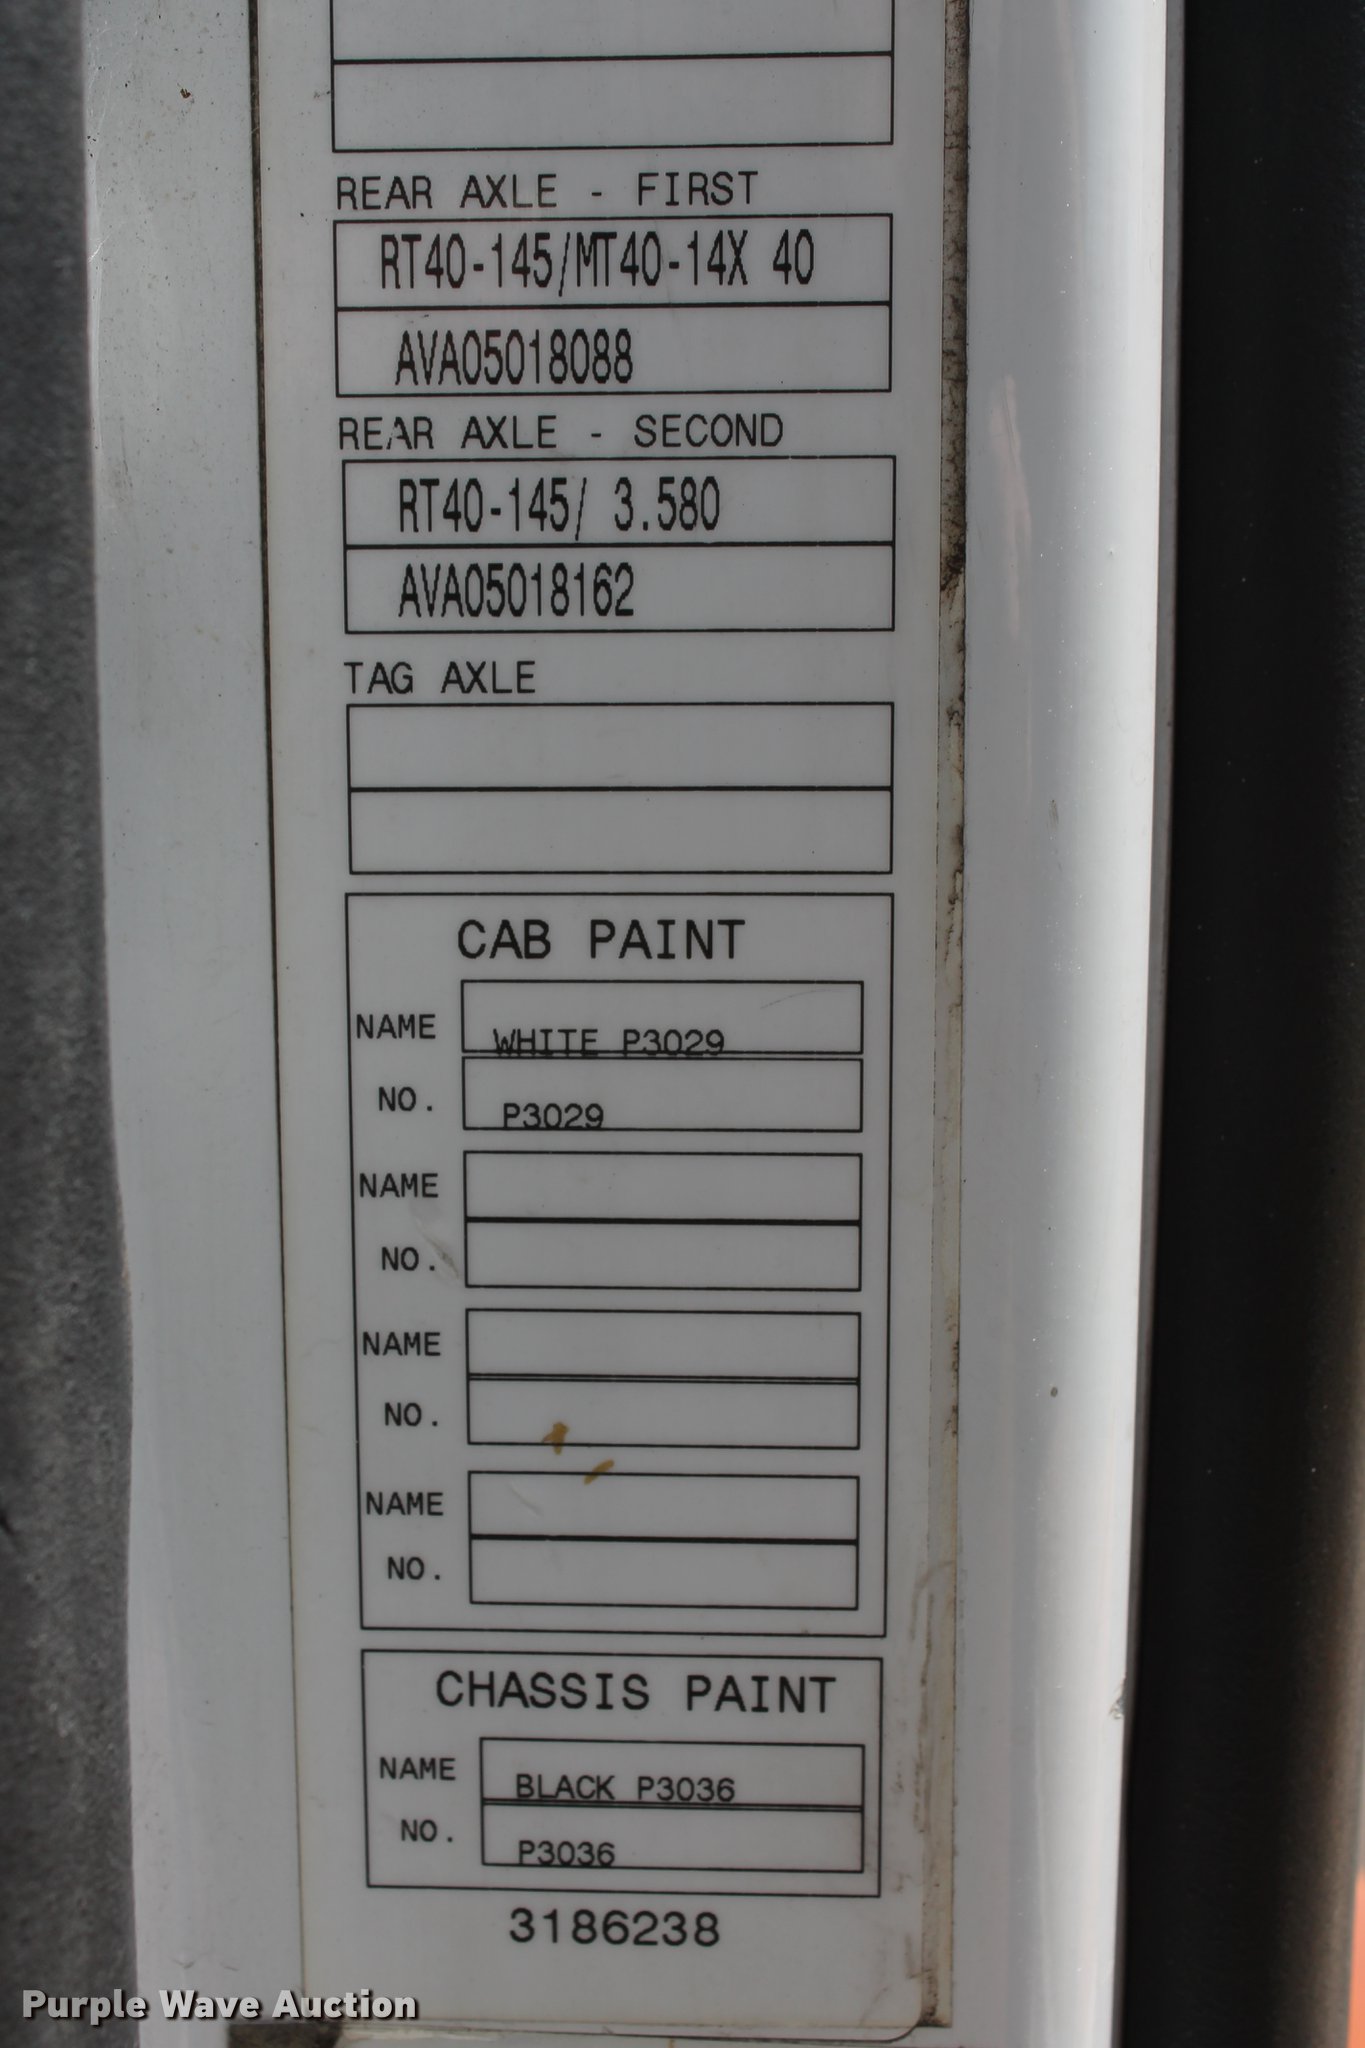 REAR AXLE - FIRST
RT40-145/MT40-14X 40
AVA05018088
REAR AXLE - SECOND
RT40-145/ 3.580
AVA05018162
TAG AXLE
CAB PAINT
NAME WHITE P3029
NO. P3029
NAME
NO.
NAME
NO.
NAME
NO.
CHASSIS PAINT
NAME BLACK P3036
NO. P3036
3186238
Purple Wave Auction